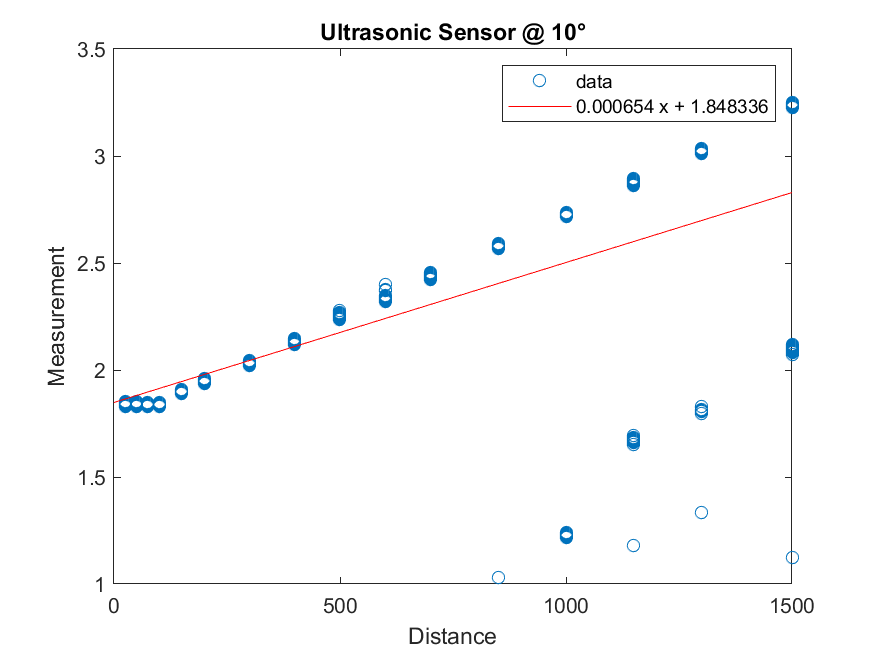 Ultrasonic Sensor @ 10°
3.5
3
2.5
2
1.5
1
Measurement
data
0.000654 x + 1.848336
0
500
1000
1500
Distance